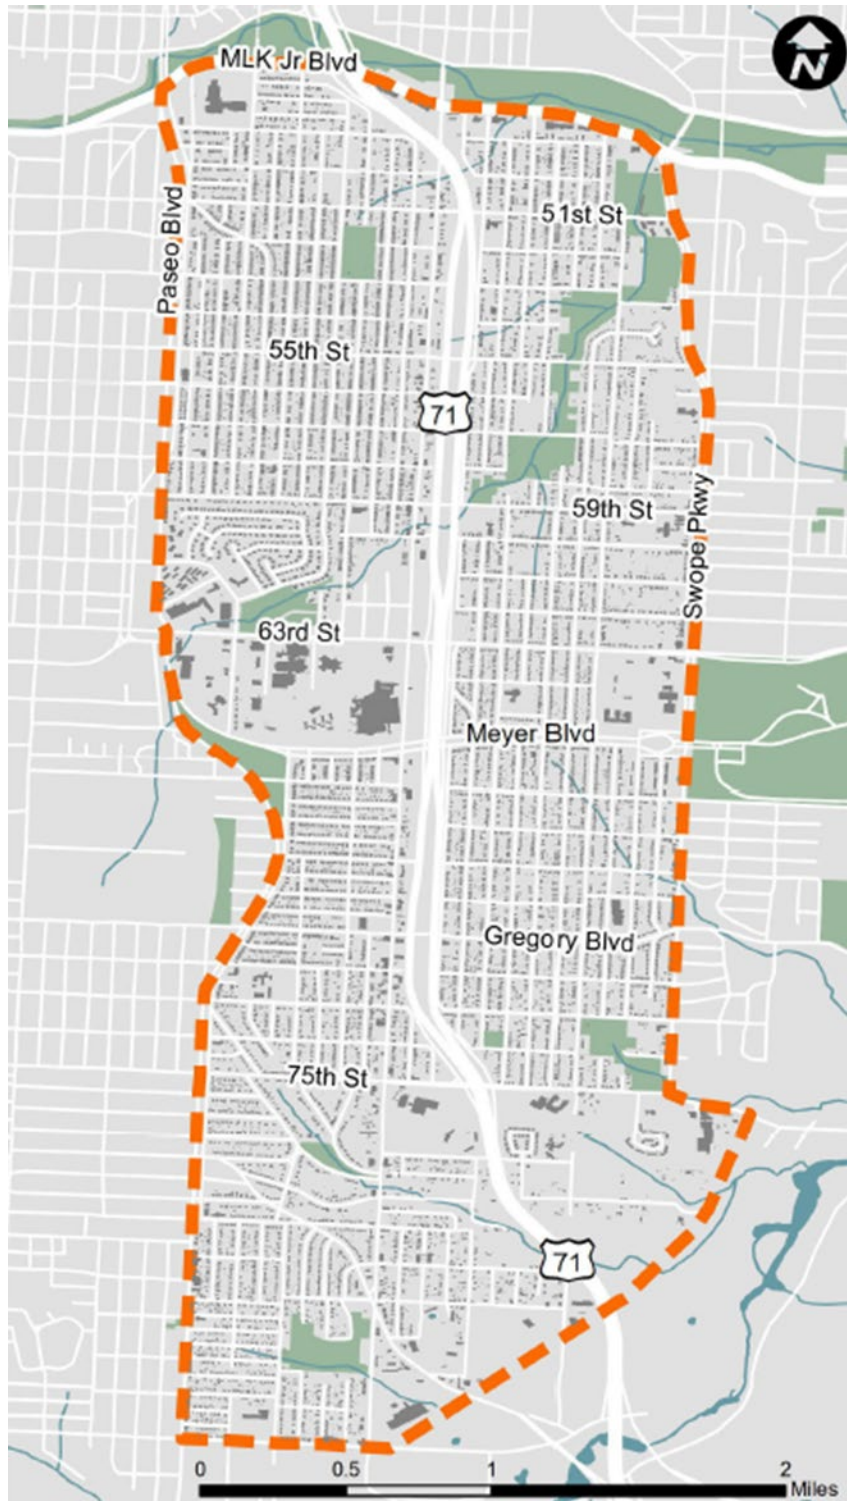 N
MLK Jr Blvd
Paseo Blvd
51st St
55th St
71
59th St
Swope Pkwy
63rd St
Meyer Blvd
Gregory Blvd
75th St
71
0 0.5 1 2
Miles